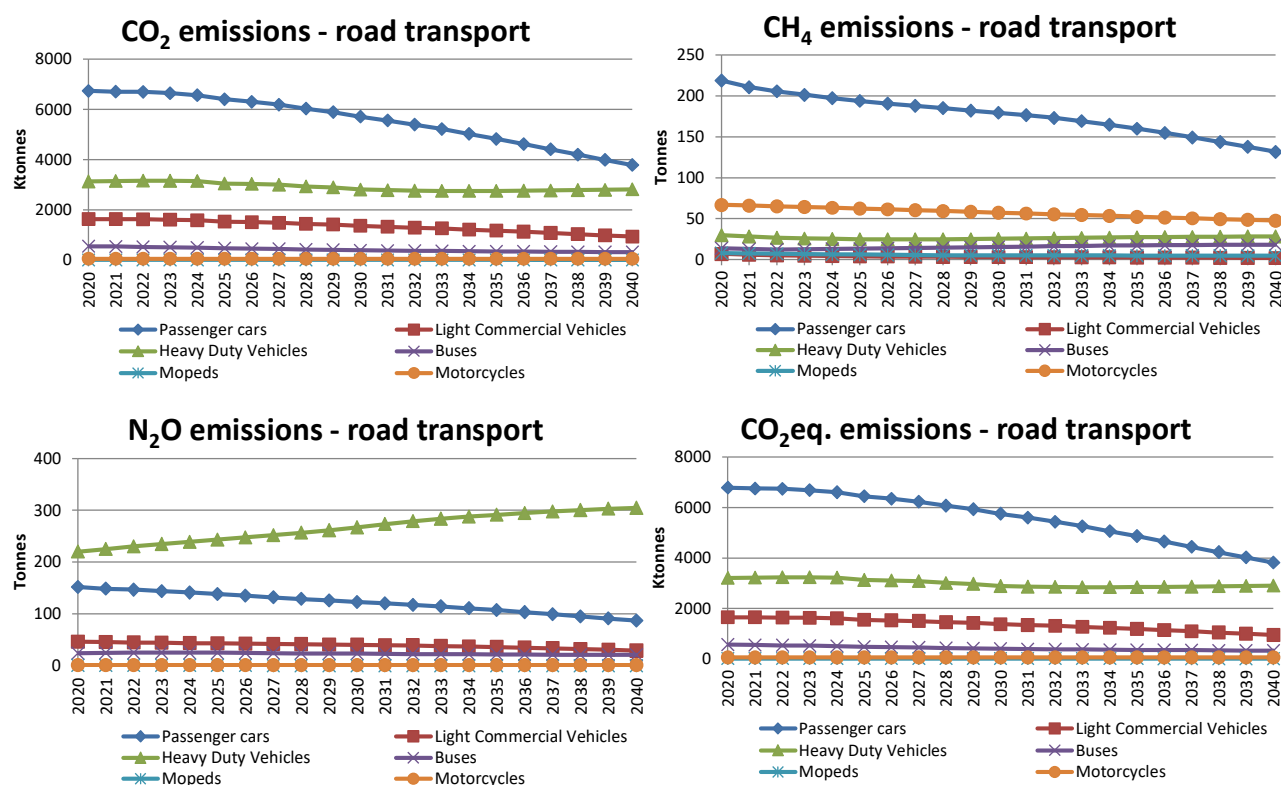 CO₂ emissions - road transport
8000
6000
4000
2000
0
Ktonnes
2020 2021 2022 2023 2024 2025 2026 2027 2028 2029 2030 2031 2032 2033 2034 2035 2036 2037 2038 2039 2040
Passenger cars Light Commercial Vehicles
Heavy Duty Vehicles Buses
Mopeds Motorcycles
CH₄ emissions - road transport
250
200
150
100
50
0
Tonnes
2020 2021 2022 2023 2024 2025 2026 2027 2028 2029 2030 2031 2032 2033 2034 2035 2036 2037 2038 2039 2040
Passenger cars Light Commercial Vehicles
Heavy Duty Vehicles Buses
Mopeds Motorcycles
N₂O emissions - road transport
400
300
200
100
0
Tonnes
2020 2021 2022 2023 2024 2025 2026 2027 2028 2029 2030 2031 2032 2033 2034 2035 2036 2037 2038 2039 2040
Passenger cars Light Commercial Vehicles
Heavy Duty Vehicles Buses
Mopeds Motorcycles
CO₂eq. emissions - road transport
8000
6000
4000
2000
0
Ktonnes
2020 2021 2022 2023 2024 2025 2026 2027 2028 2029 2030 2031 2032 2033 2034 2035 2036 2037 2038 2039 2040
Passenger cars Light Commercial Vehicles
Heavy Duty Vehicles Buses
Mopeds Motorcycles